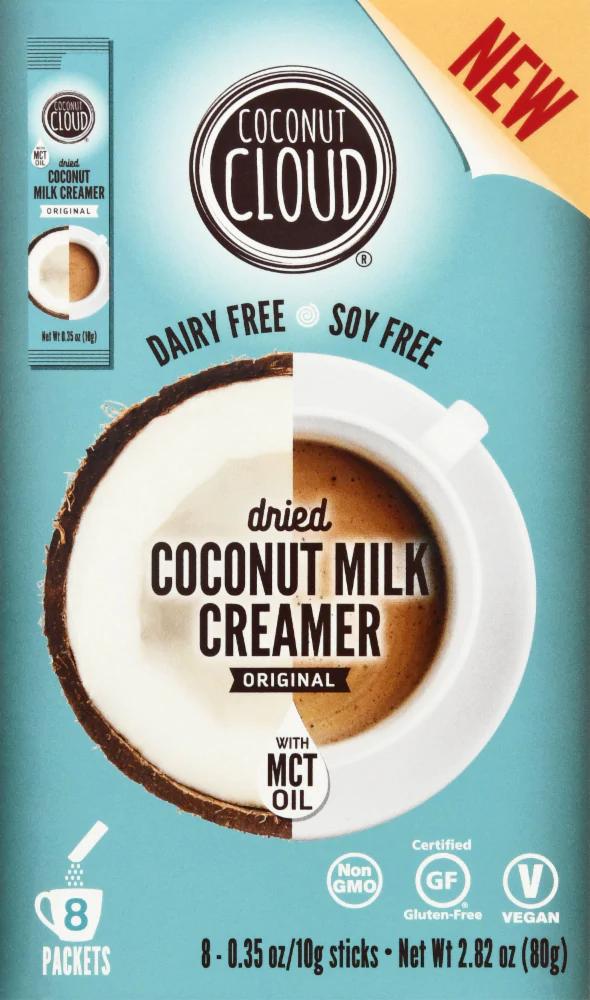 NEW
COCONUT
CLOUD
®
COCONUT
CLOUD
WITH
MCT
OIL
dried
COCONUT
MILK CREAMER
ORIGINAL
Net Wt 0.35 oz (10g)
DAIRY FREE SOY FREE
dried
COCONUT MILK
CREAMER
ORIGINAL
WITH
MCT
OIL
8
PACKETS
Non
GMO
Certified
GF
®
Gluten-Free
V
VEGAN
8 - 0.35 oz/10g sticks • Net Wt 2.82 oz (80g)